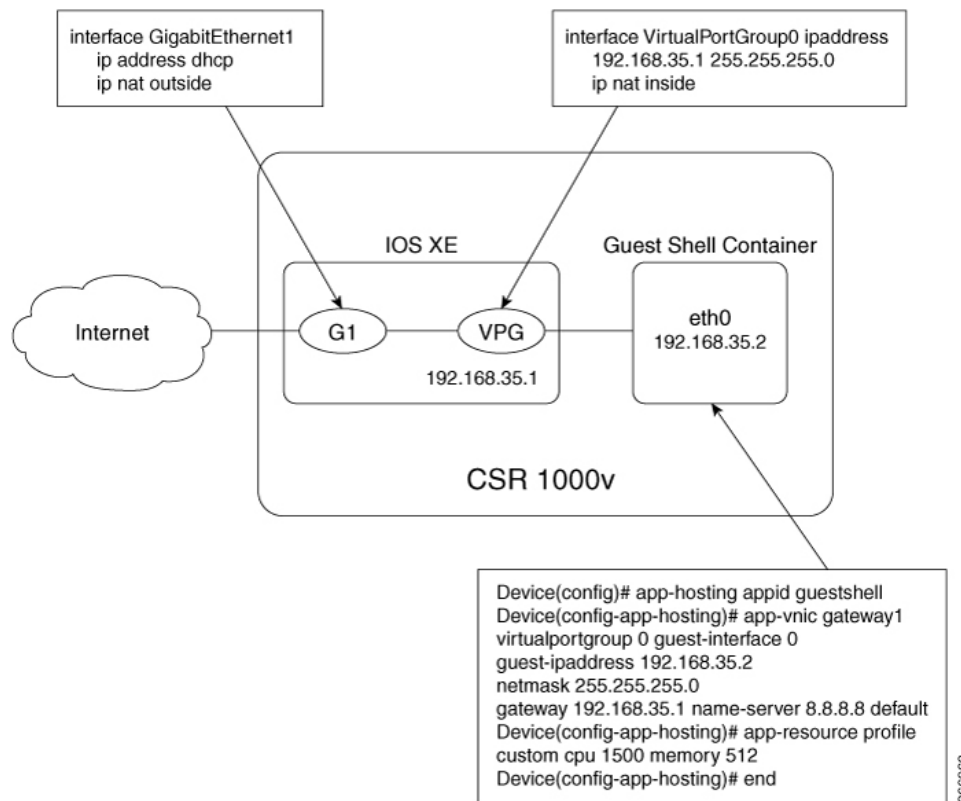 interface GigabitEthernet1
ip address dhcp
ip nat outside
interface VirtualPortGroup0 ipaddress
192.168.35.1 255.255.255.0
ip nat inside
IOS XE
Guest Shell Container
Internet
G1
VPG
192.168.35.1
eth0
192.168.35.2
CSR 1000v
Device(config)# app-hosting appid guestshell
Device(config-app-hosting)# app-vnic gateway1
virtualportgroup 0 guest-interface 0
guest-ipaddress 192.168.35.2
netmask 255.255.255.0
gateway 192.168.35.1 name-server 8.8.8.8 default
Device(config-app-hosting)# app-resource profile
custom cpu 1500 memory 512
Device(config-app-hosting)# end